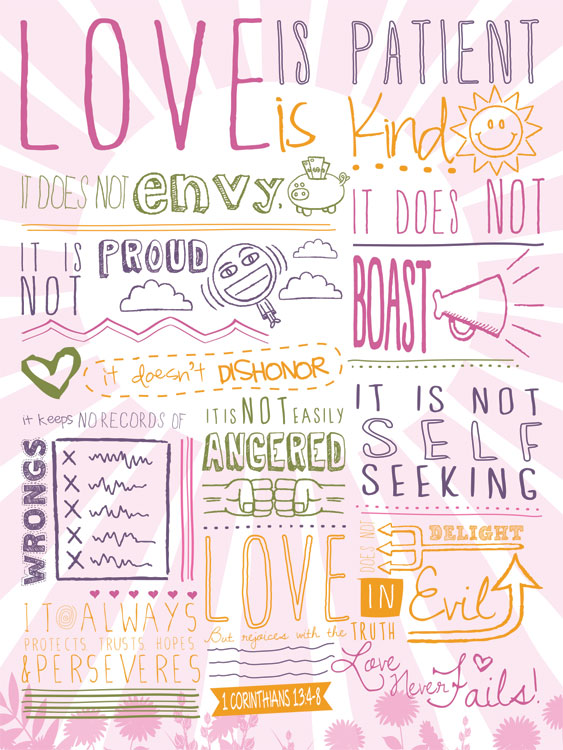 LOVE IS PATIENT
is Kind
IT DOES NOT envy.
IT DOES NOT
BOAST
IT IS NOT PROUD
it doesn't DISHONOR
IT IS NOT
SELF
SEEKING
IT IS NOT EASILY
ANGERED
it KEEPS NO RECORDS OF
WRONGS
X
X
X
X
X
LOVE
DOES NOT
DELIGHT
IN Evil
But rejoices with the TRUTH
IT ALWAYS
PROTECTS, TRUSTS, HOPES,
& PERSEVERES
Love
Never Fails!
1 CORINTHIANS 13:4-8